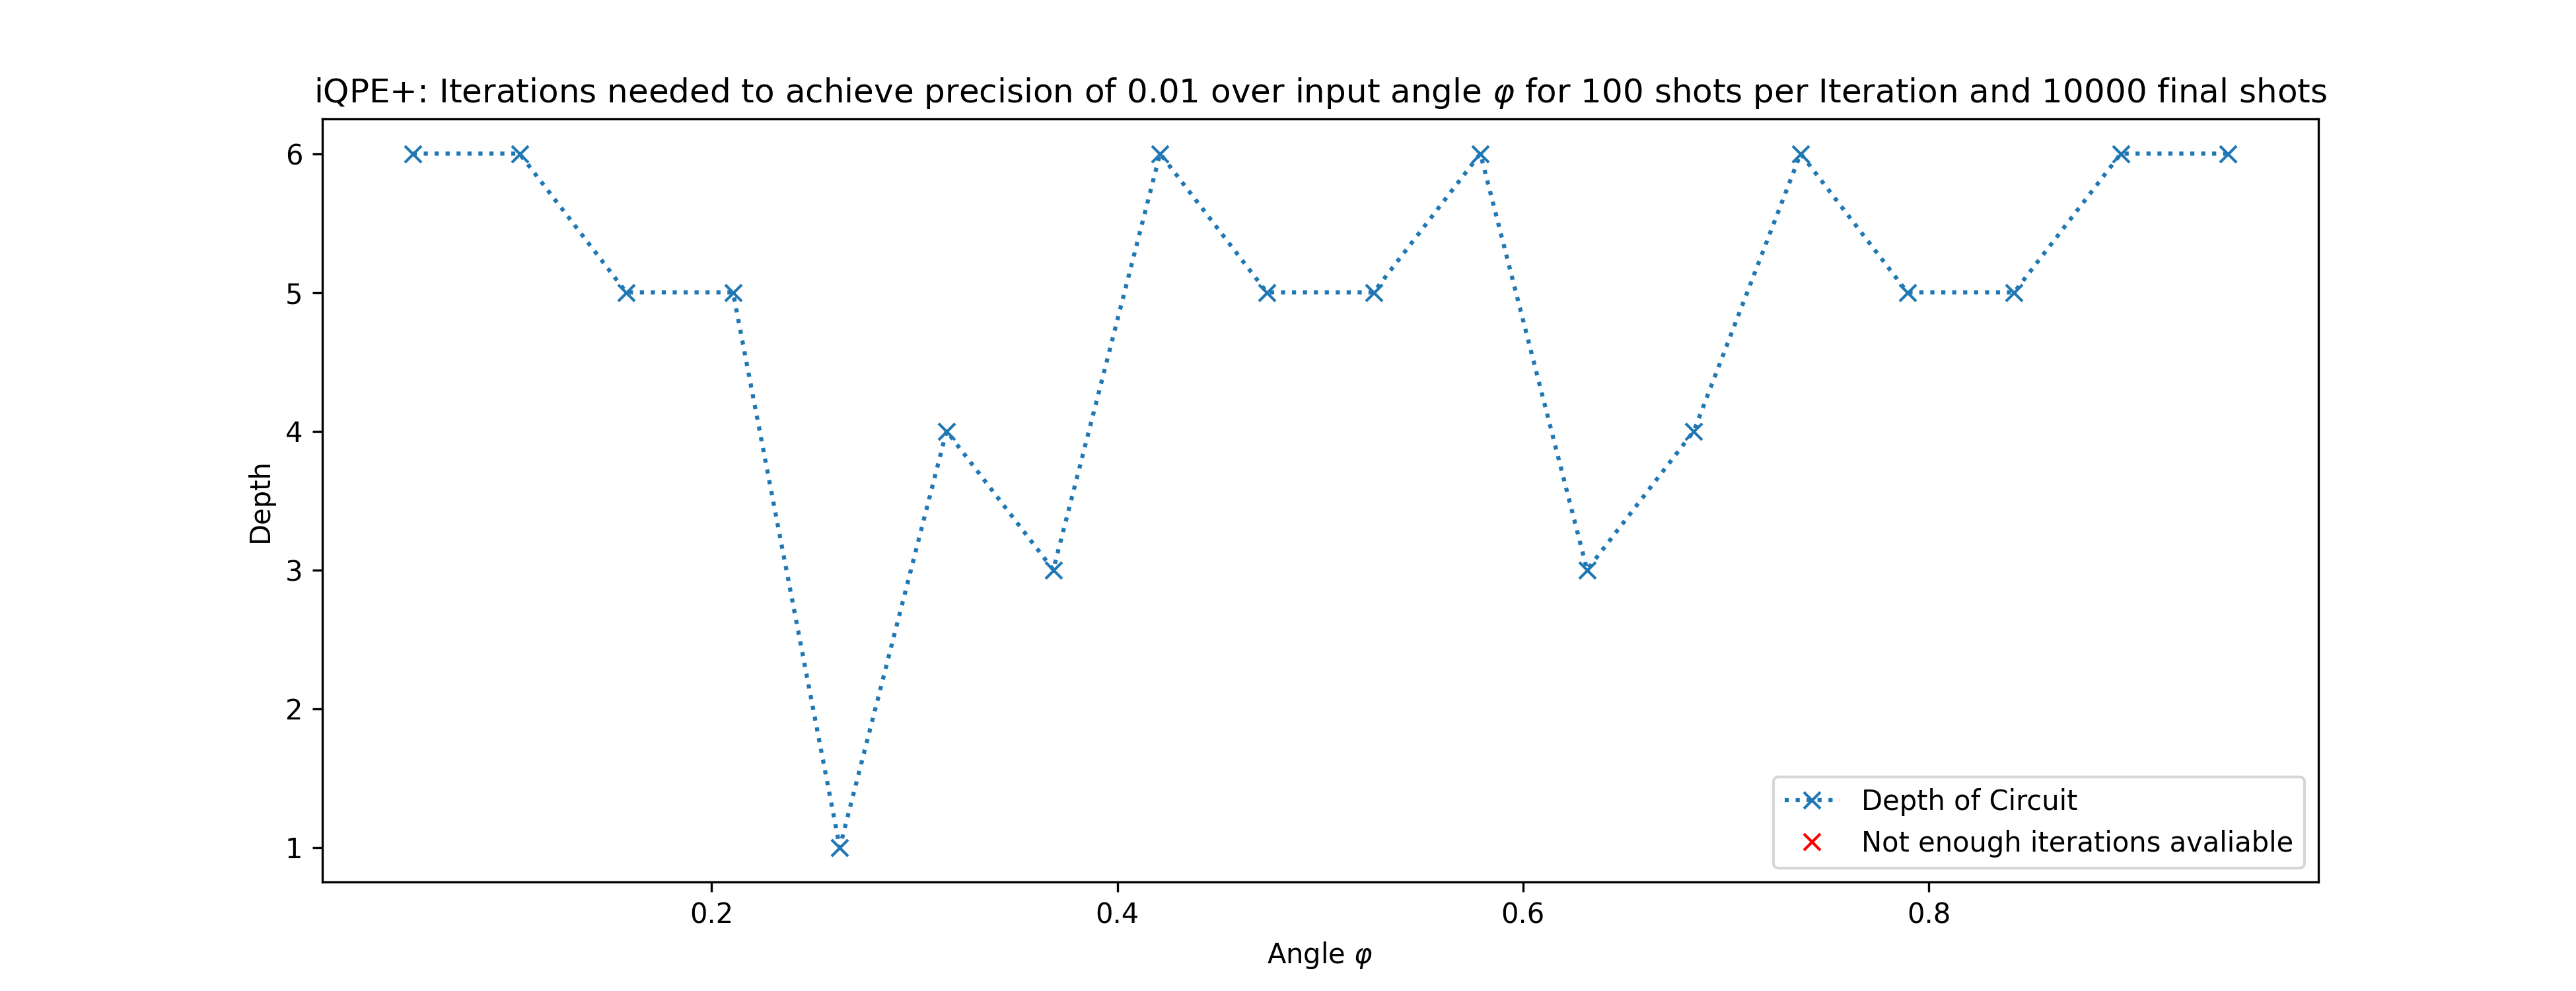 iQPE+: Iterations needed to achieve precision of 0.01 over input angle φ for 100 shots per Iteration and 10000 final shots
6
5
4
3
2
1
Depth
Depth of Circuit
Not enough iterations avaliable
0.2 0.4 0.6 0.8
Angle φ